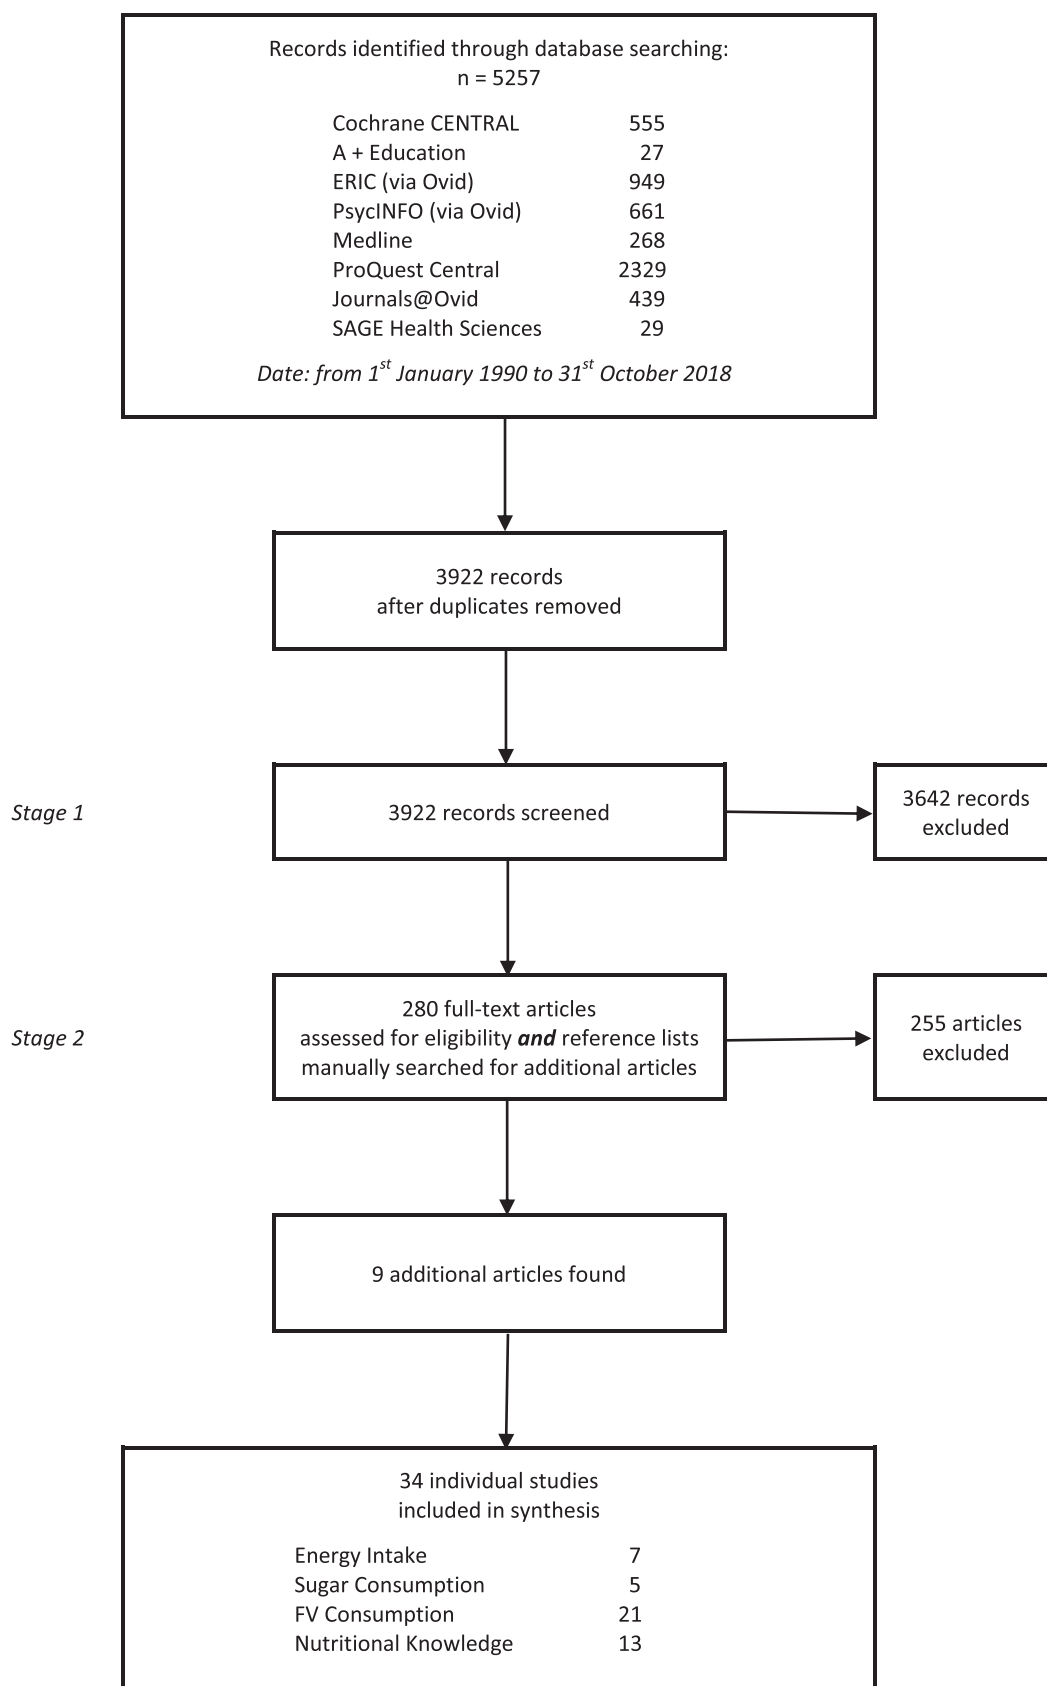 Records identified through database searching:
n = 5257
Cochrane CENTRAL 555
A + Education 27
ERIC (via Ovid) 949
PsycINFO (via Ovid) 661
Medline 268
ProQuest Central 2329
Journals@Ovid 439
SAGE Health Sciences 29
Date: from 1st January 1990 to 31st October 2018
3922 records
after duplicates removed
Stage 1
3922 records screened
3642 records
excluded
Stage 2
280 full-text articles
assessed for eligibility and reference lists
manually searched for additional articles
255 articles
excluded
9 additional articles found
34 individual studies
included in synthesis
Energy Intake 7
Sugar Consumption 5
FV Consumption 21
Nutritional Knowledge 13